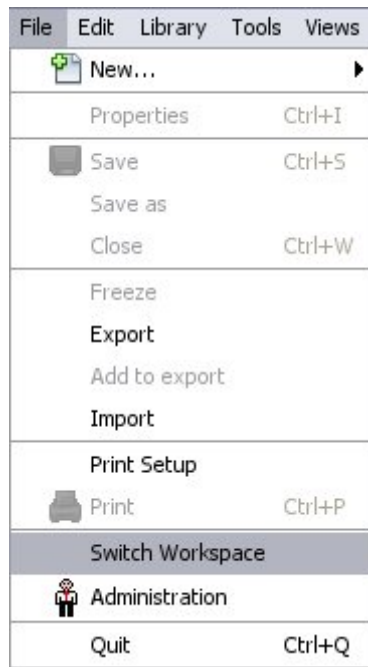 File Edit Library Tools Views
New...
Properties Ctrl+I
Save Ctrl+S
Save as
Close Ctrl+W
Freeze
Export
Add to export
Import
Print Setup
Print Ctrl+P
Switch Workspace
Administration
Quit Ctrl+Q